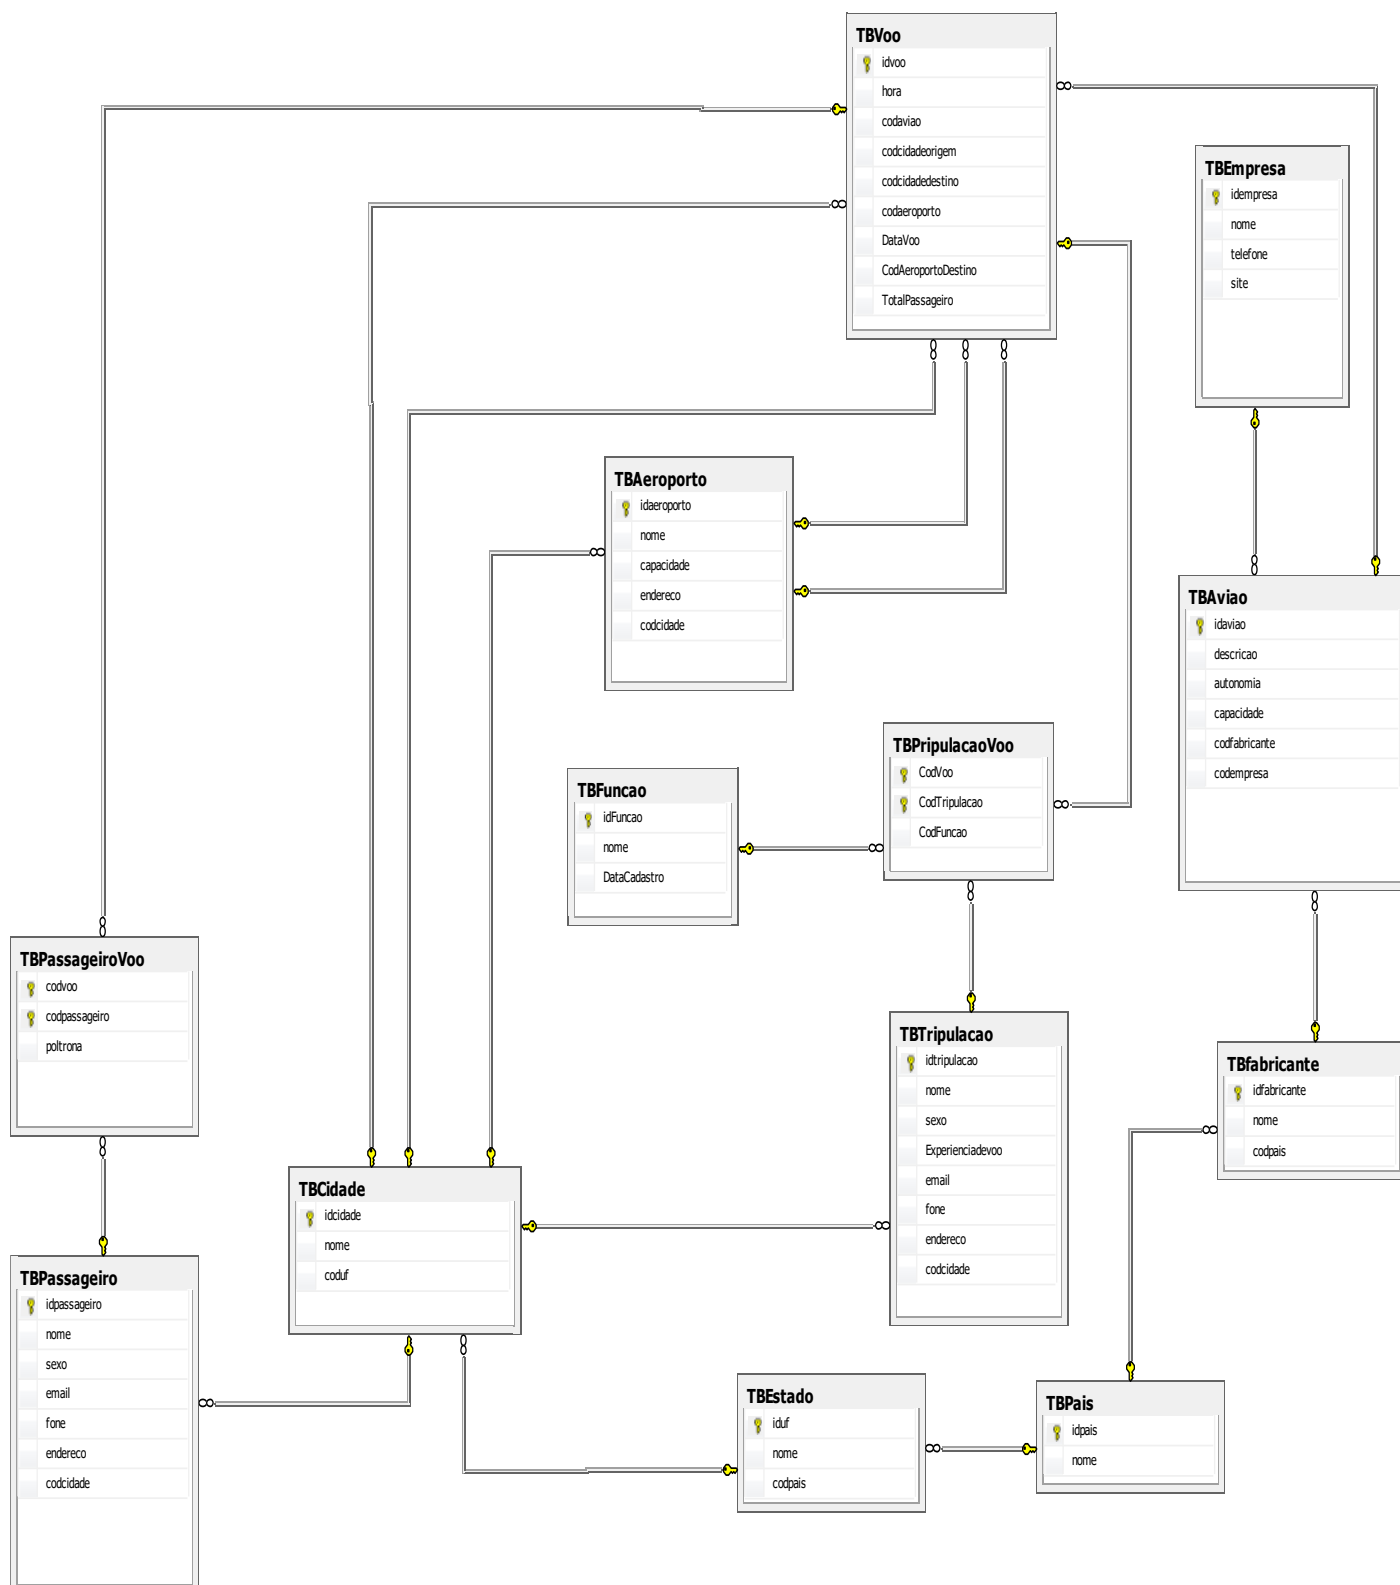 TBVoo
idvoo
hora
codaviao
codcidadeorigem
codcidadedestino
codaeroporto
DataVoo
CodAeroportoDestino
TotalPassageiro
TBEmpresa
idempresa
nome
telefone
site
TBAeroporto
idaeroporto
nome
capacidade
endereco
codcidade
TBAviao
idaviao
descricao
autonomia
capacidade
codfabricante
codempresa
TBPripulacaoVoo
CodVoo
CodTripulacao
CodFuncao
TBFuncao
idFuncao
nome
DataCadastro
TBPassageiroVoo
codvoo
codpassageiro
poltrona
TBTripulacao
idtripulacao
nome
sexo
Experienciadevoo
email
fone
endereco
codcidade
TBfabricante
idfabricante
nome
codpais
TBCidade
idcidade
nome
coduf
TBPassageiro
idpassageiro
nome
sexo
email
fone
endereco
codcidade
TBEstado
iduf
nome
codpais
TBPais
idpais
nome